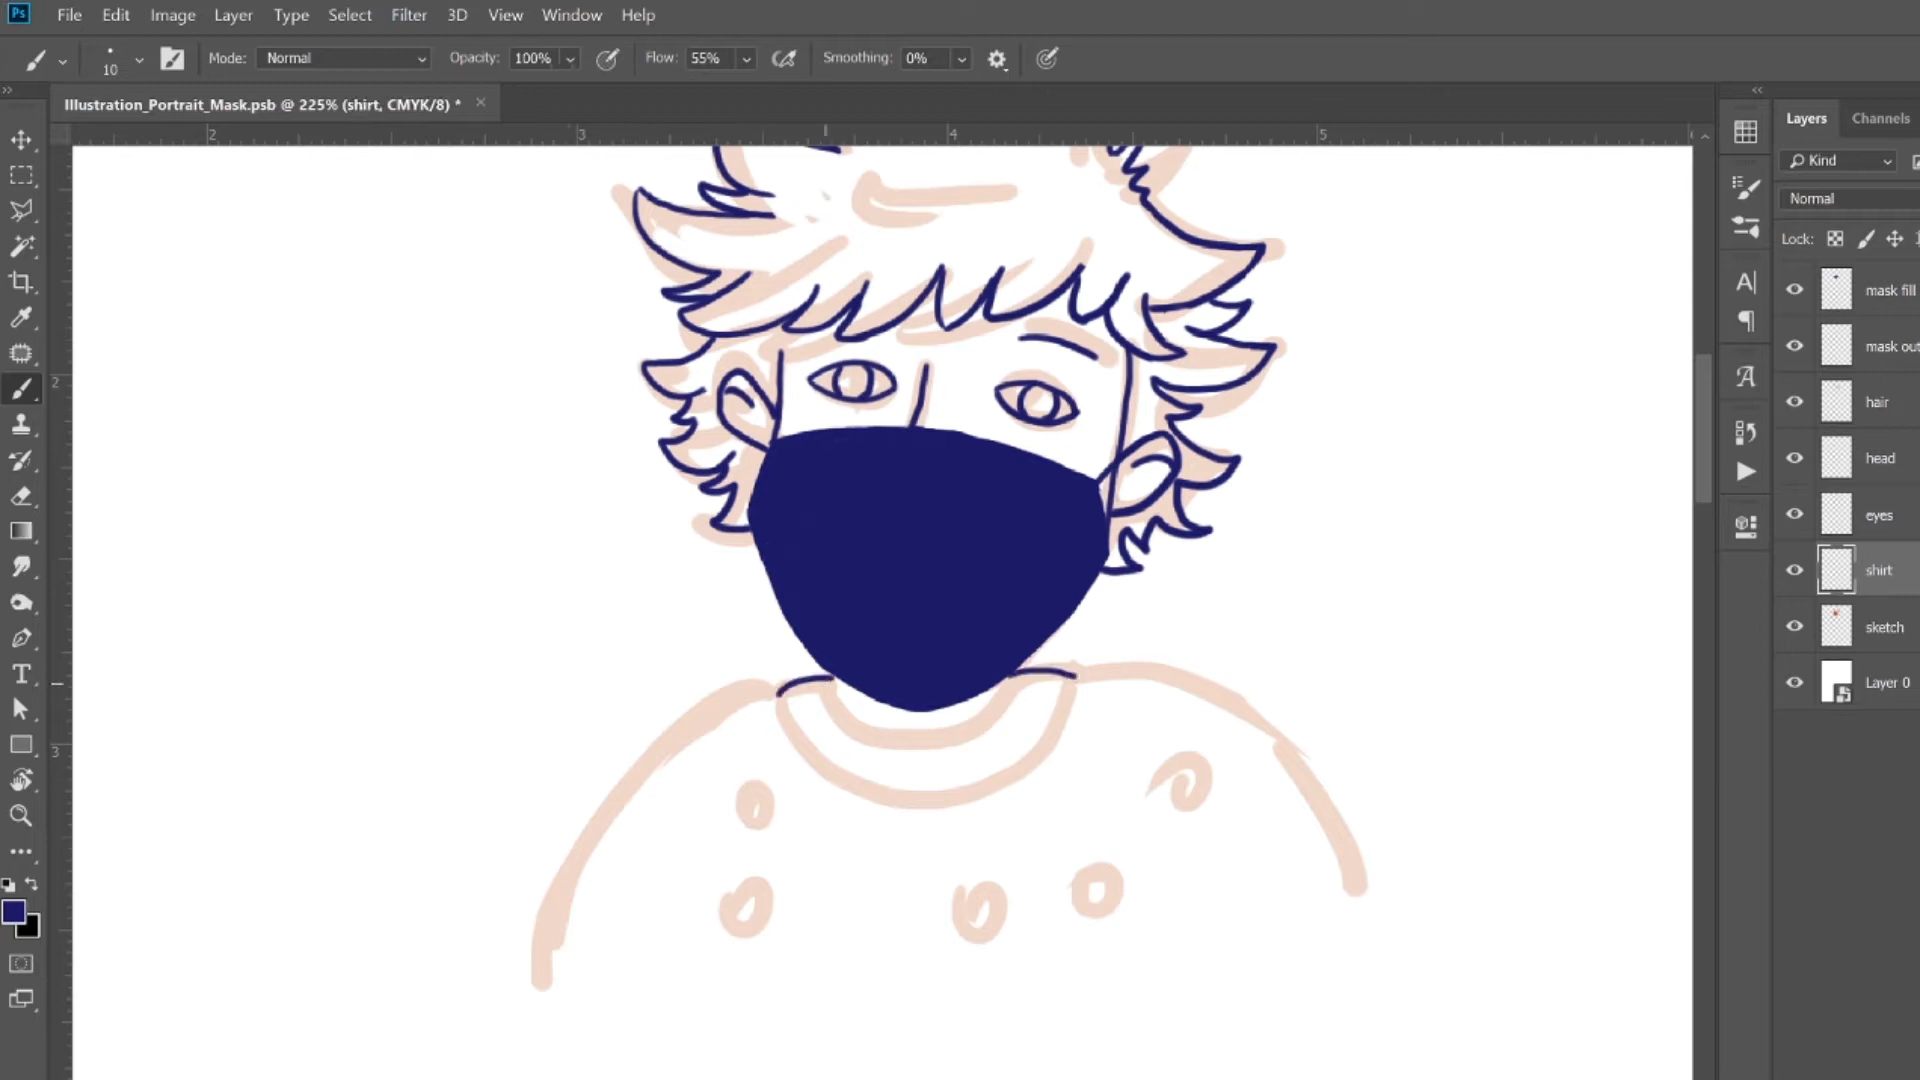 Ps File Edit Image Layer Type Select Filter 3D View Window Help
10 Mode: Normal Opacity: 100% Flow: 55% Smoothing: 0%
Illustration_Portrait_Mask.psb @ 225% (shirt, CMYK/8) *
2 3 4 5
2
3
Layers Channels
Kind
Normal
Lock:
mask fill
mask out
hair
head
eyes
shirt
sketch
Layer 0